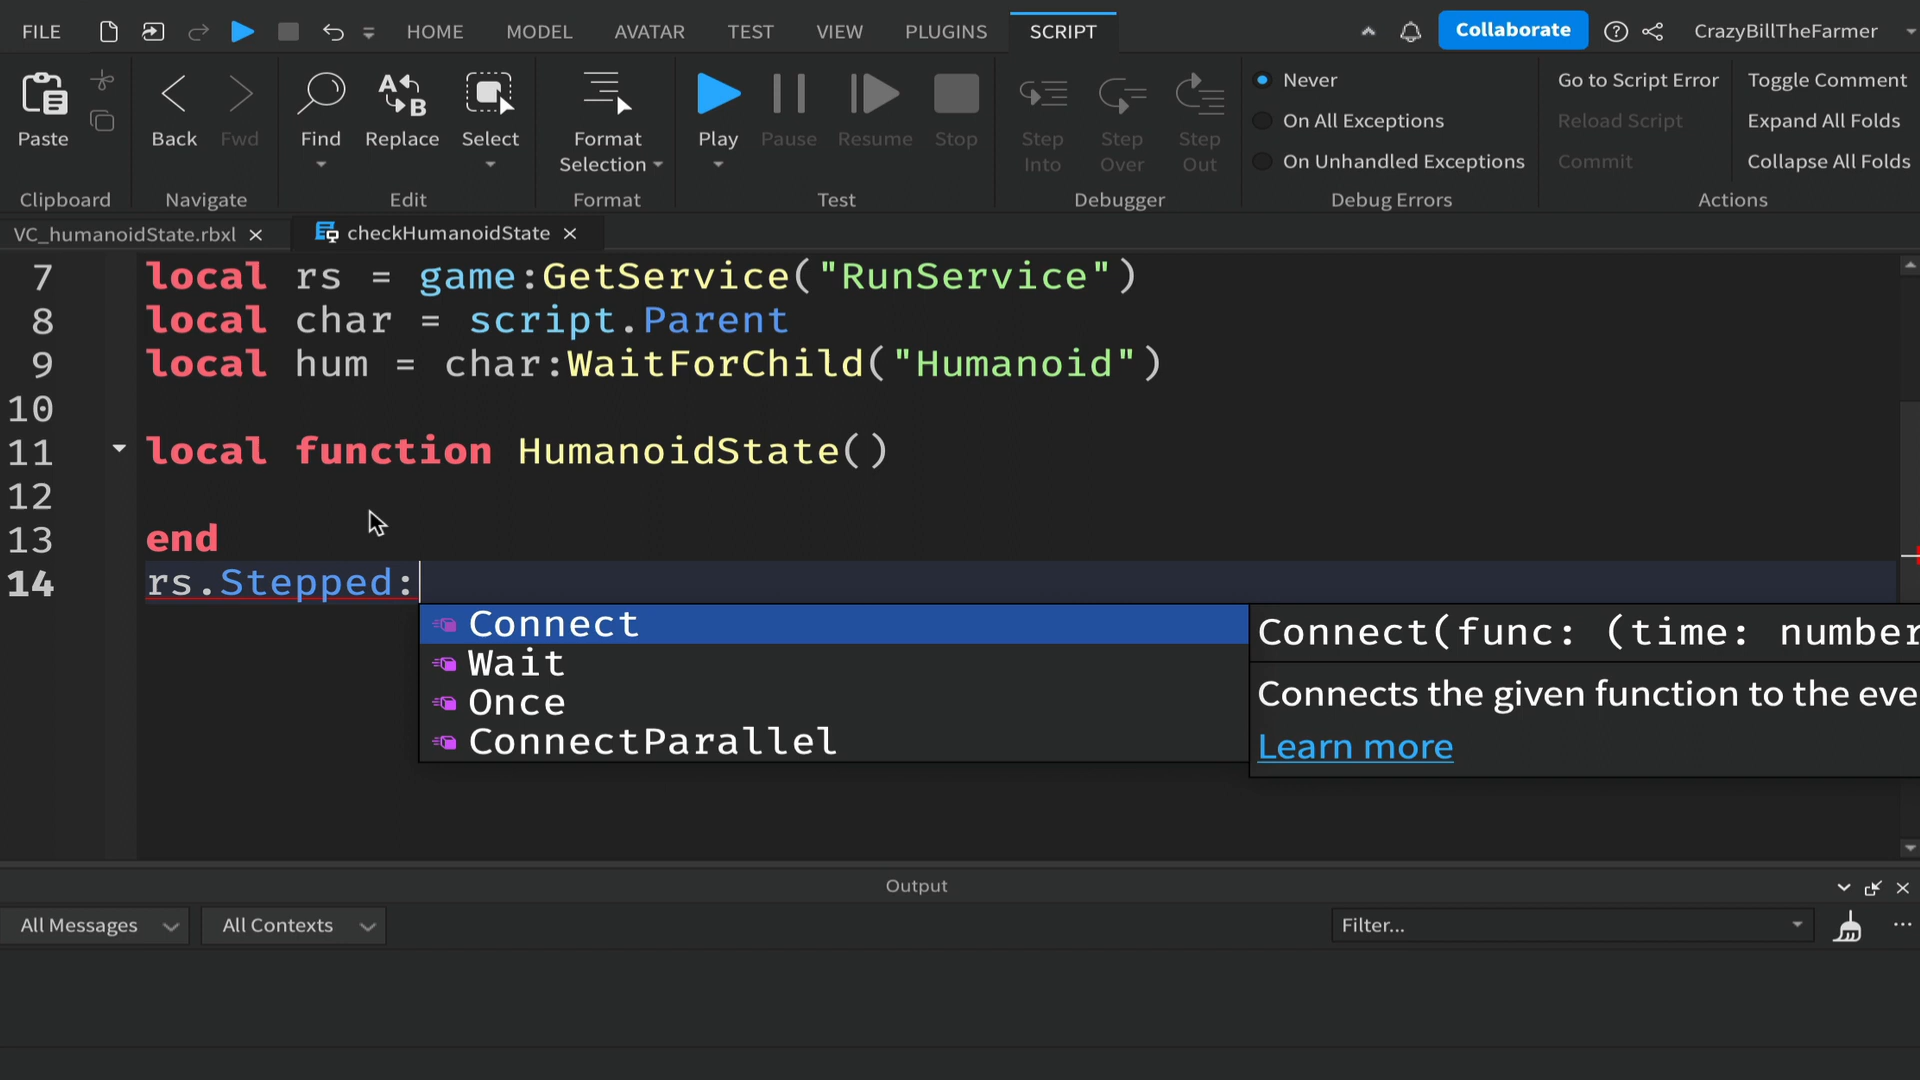 FILE HOME MODEL AVATAR TEST VIEW PLUGINS SCRIPT Collaborate CrazyBillTheFarmer
Paste Back Fwd Find Replace Select Format Selection Play Pause Resume Stop Step Into Step Over Step Out
Never
On All Exceptions
On Unhandled Exceptions
Go to Script Error
Reload Script
Commit
Toggle Comment
Expand All Folds
Collapse All Folds
Clipboard Navigate Edit Format Test Debugger Debug Errors Actions
VC_humanoidState.rbxl checkHumanoidState
7 local rs = game:GetService("RunService")
8 local char = script.Parent
9 local hum = char:WaitForChild("Humanoid")
10
11 local function HumanoidState()
12
13 end
14 rs.Stepped:
Connect
Wait
Once
ConnectParallel
Connect(func: (time: number
Connects the given function to the eve
Learn more
Output
All Messages All Contexts Filter...